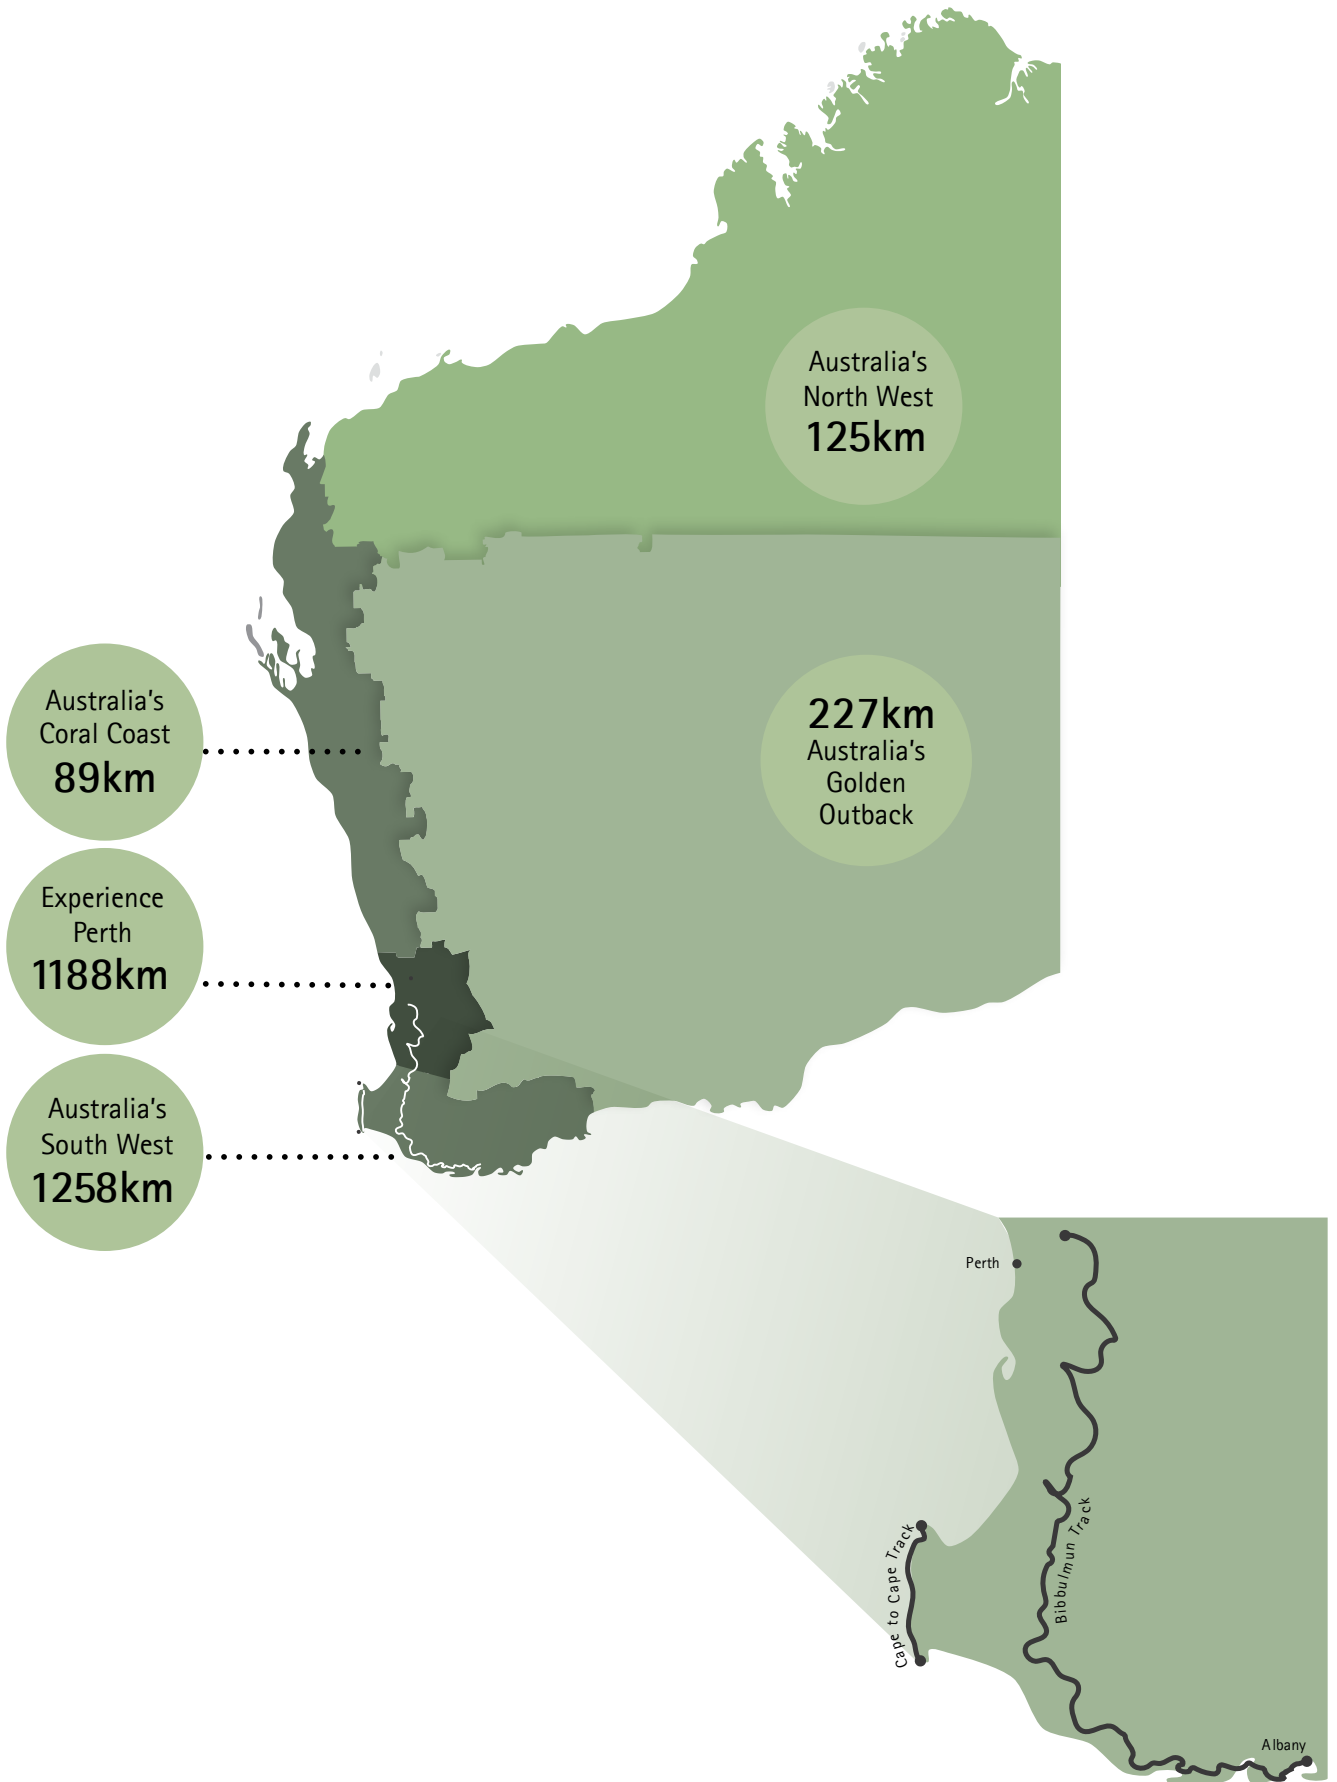 Australia's
North West
125km
227km
Australia's
Golden
Outback
Australia's
Coral Coast
89km
Experience
Perth
1188km
Australia's
South West
1258km
Perth
Cape to Cape Track
Bibbulmun Track
Albany